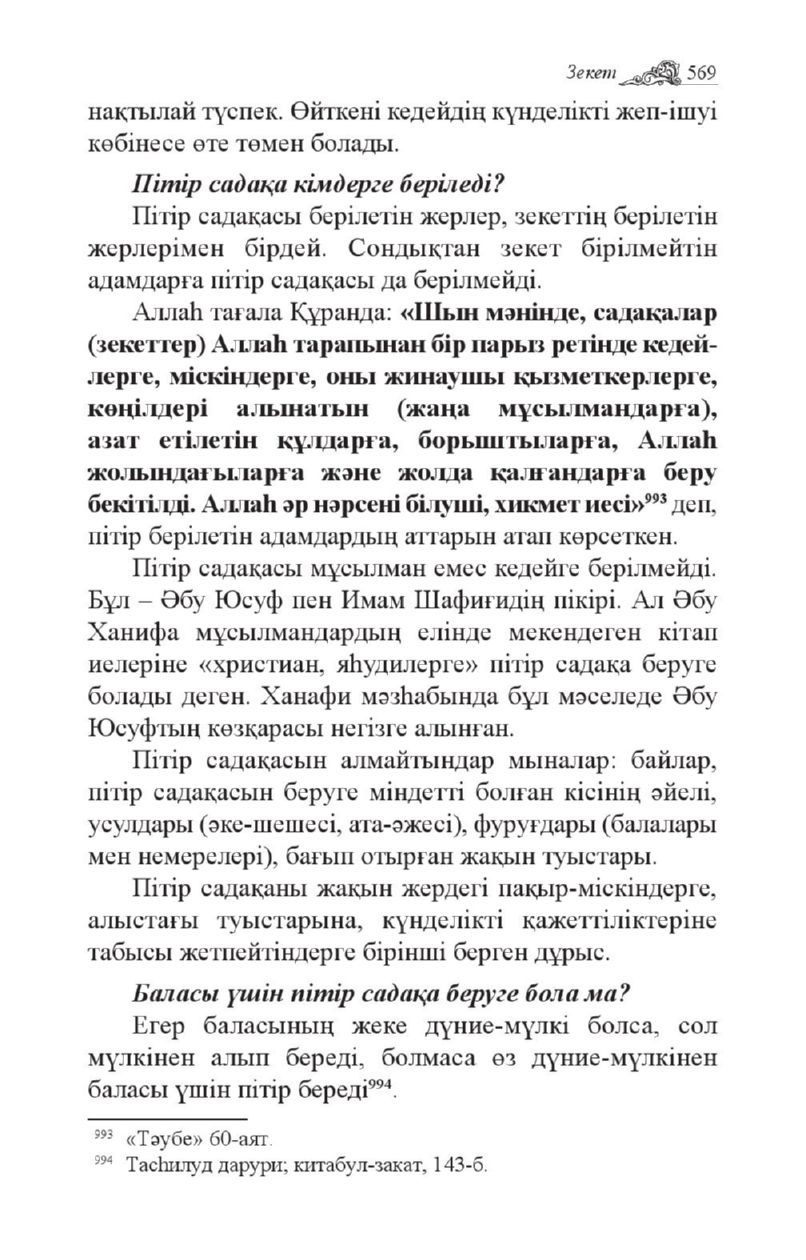 Зекет 569
нақтылай түспек. Өйткені кедейдің күнделікті жеп-ішуі
көбінесе өте төмен болады.
Пітір садақа кімдерге беріледі?
Пітір садақасы берілетін жерлер, зекеттің берілетін
жерлерімен бірдей. Сондықтан зекет бірілмейтін
адамдарға пітір садақасы да берілмейді.
Аллаһ тағала Құранда: «Шын мәнінде, садақалар
(зекеттер) Аллаһ тарапынан бір парыз ретінде кедей-
лерге, міскіндерге, оны жинаушы қызметкерлерге,
көңілдері алынатын (жаңа мұсылмандарға),
азат етілетін құлдарға, борыштыларға, Аллаһ
жолындағыларға және жолда қалғандарға беру
бекітілді. Аллаһ әр нәрсені білуші, хикмет иесі»⁹⁹³ деп,
пітір берілетін адамдардың аттарын атап көрсеткен.
Пітір садақасы мұсылман емес кедейге берілмейді.
Бұл – Әбу Юсуф пен Имам Шафиғидің пікірі. Ал Әбу
Ханифа мұсылмандардың елінде мекендеген кітап
иелеріне «христиан, яһудилерге» пітір садақа беруге
болады деген. Ханафи мәзһабында бұл мәселеде Әбу
Юсуфтың көзқарасы негізге алынған.
Пітір садақасын алмайтындар мыналар: байлар,
пітір садақасын беруге міндетті болған кісінің әйелі,
усулдары (әке-шешесі, ата-әжесі), фуруғдары (балалары
мен немерелері), бағып отырған жақын туыстары.
Пітір садақаны жақын жердегі пақыр-міскіндерге,
алыстағы туыстарына, күнделікті қажеттіліктеріне
табысы жетпейтіндерге бірінші берген дұрыс.
Баласы үшін пітір садақа беруге бола ма?
Егер баласының жеке дүние-мүлкі болса, сол
мүлкінен алып береді, болмаса өз дүние-мүлкінен
баласы үшін пітір береді⁹⁹⁴.
⁹⁹³ «Тәубе» 60-аят.
⁹⁹⁴ Тасһилуд дарури; китабул-закат, 143-б.